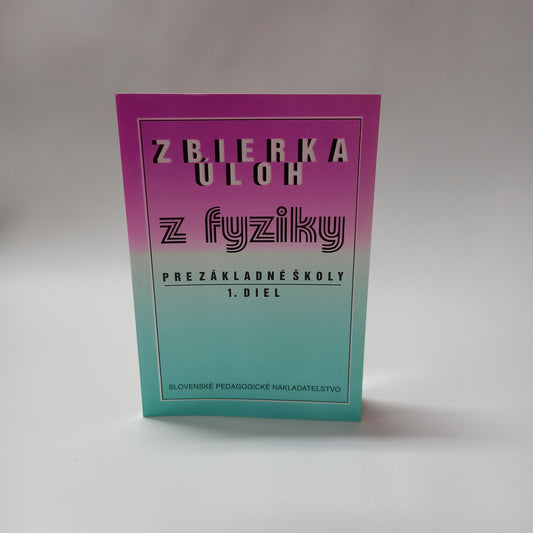 ZBIERKA
ÚLOH
z fyziky
PRE ZÁKLADNÉ ŠKOLY
1. DIEL
SLOVENSKÉ PEDAGOGICKÉ NAKLADATEĽSTVO